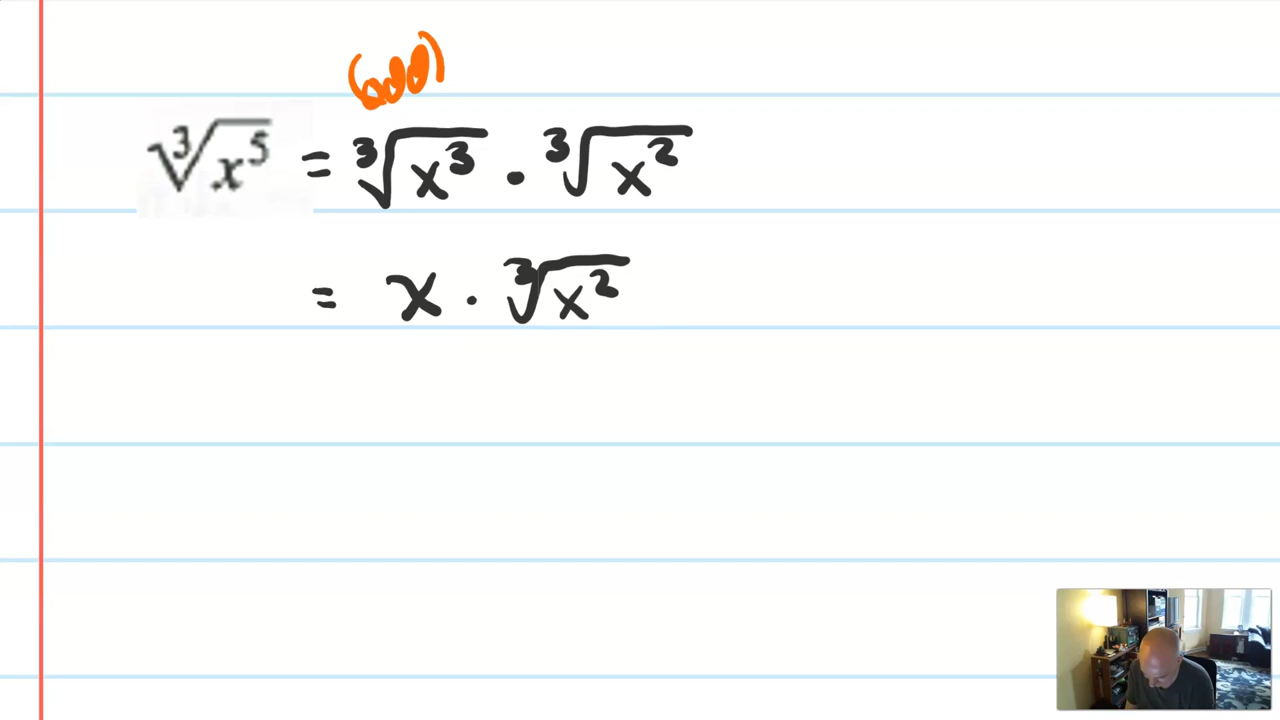 ∛x⁵ = ∛x³ · ∛x²
= x · ∛x²